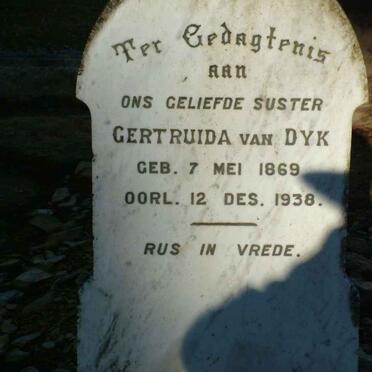 Ter Gedagtenis
aan
ONS GELIEFDE SUSTER
GERTRUIDA VAN DYK
GEB. 7 MEI 1869
OORL. 12 DES. 1938.
RUS IN VREDE.